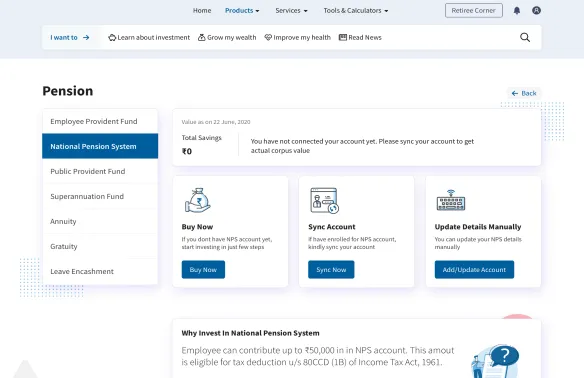 Home Products Services Tools & Calculators Retiree Corner
I want to Learn about investment Grow my wealth Improve my health Read News
Pension
Back
Employee Provident Fund
National Pension System
Public Provident Fund
Superannuation Fund
Annuity
Gratuity
Leave Encashment
Value as on 22 June, 2020
Total Savings
₹0
You have not connected your account yet. Please sync your account to get
actual corpus value
Buy Now
If you dont have NPS account yet,
start investing in just few steps
Buy Now
Sync Account
If have enrolled for NPS account,
kindly sync your account
Sync Now
Update Details Manually
You can update your NPS details
manually
Add/Update Account
Why Invest In National Pension System
Employee can contribute up to ₹50,000 in in NPS account. This amout
is eligible for tax deduction u/s 80CCD (1B) of Income Tax Act, 1961.
?